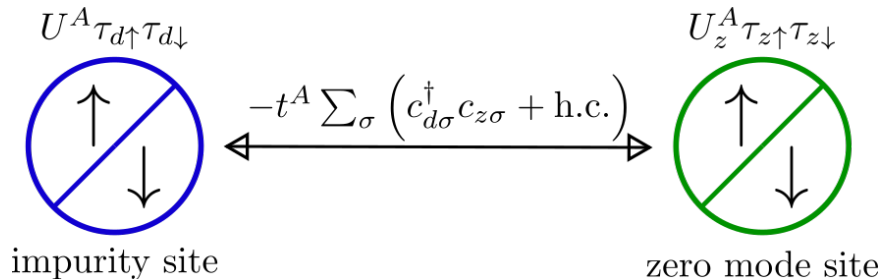 U^A τ_{d↑} τ_{d↓}
U_z^A τ_{z↑} τ_{z↓}
−t^A ∑_σ (c_{dσ}^† c_{zσ} + h.c.)
↑ ↓
↑ ↓
impurity site
zero mode site